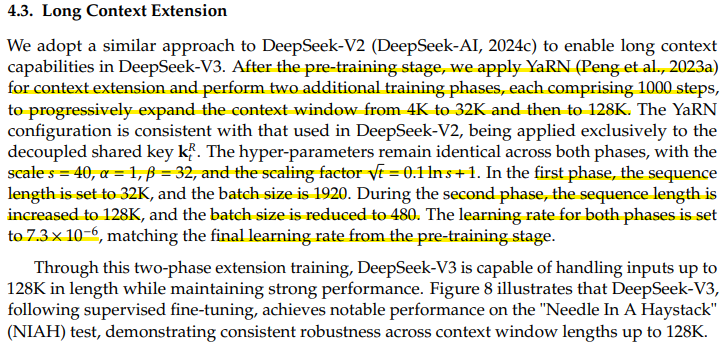 4.3. Long Context Extension
We adopt a similar approach to DeepSeek-V2 (DeepSeek-AI, 2024c) to enable long context
capabilities in DeepSeek-V3. After the pre-training stage, we apply YaRN (Peng et al., 2023a)
for context extension and perform two additional training phases, each comprising 1000 steps,
to progressively expand the context window from 4K to 32K and then to 128K. The YaRN
configuration is consistent with that used in DeepSeek-V2, being applied exclusively to the
decoupled shared key k_t^R. The hyper-parameters remain identical across both phases, with the
scale s = 40, α = 1, β = 32, and the scaling factor √t = 0.1 ln s + 1. In the first phase, the sequence
length is set to 32K, and the batch size is 1920. During the second phase, the sequence length is
increased to 128K, and the batch size is reduced to 480. The learning rate for both phases is set
to 7.3 × 10⁻⁶, matching the final learning rate from the pre-training stage.
Through this two-phase extension training, DeepSeek-V3 is capable of handling inputs up to
128K in length while maintaining strong performance. Figure 8 illustrates that DeepSeek-V3,
following supervised fine-tuning, achieves notable performance on the "Needle In A Haystack"
(NIAH) test, demonstrating consistent robustness across context window lengths up to 128K.